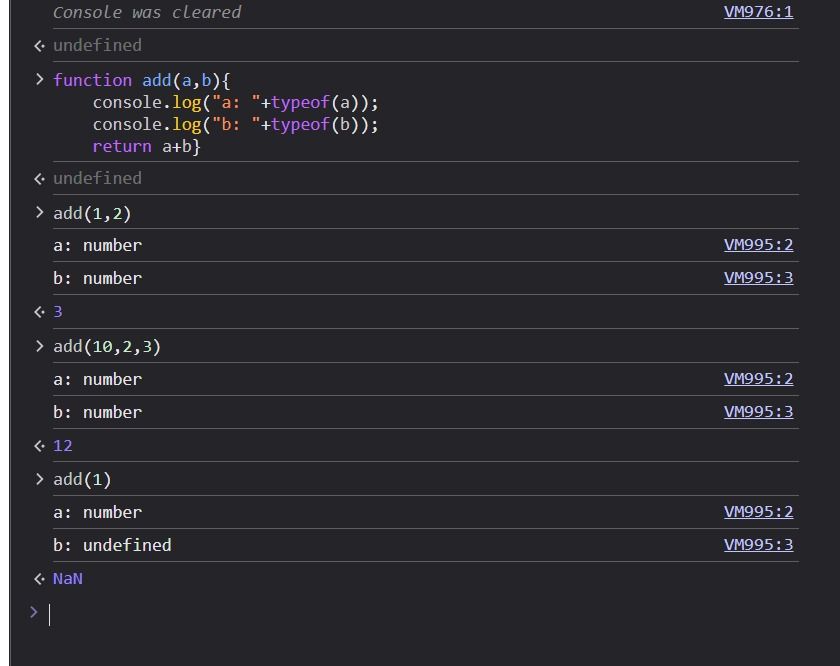 Console was cleared VM976:1
undefined
function add(a,b){
    console.log("a: "+typeof(a));
    console.log("b: "+typeof(b));
    return a+b}
undefined
add(1,2)
a: number VM995:2
b: number VM995:3
3
add(10,2,3)
a: number VM995:2
b: number VM995:3
12
add(1)
a: number VM995:2
b: undefined VM995:3
NaN